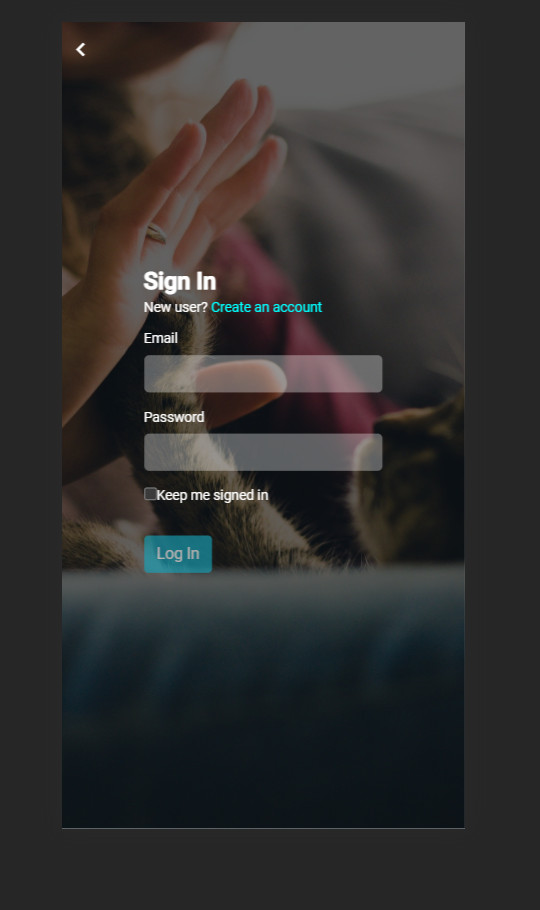 Sign In
New user? Create an account
Email
Password
Keep me signed in
Log In